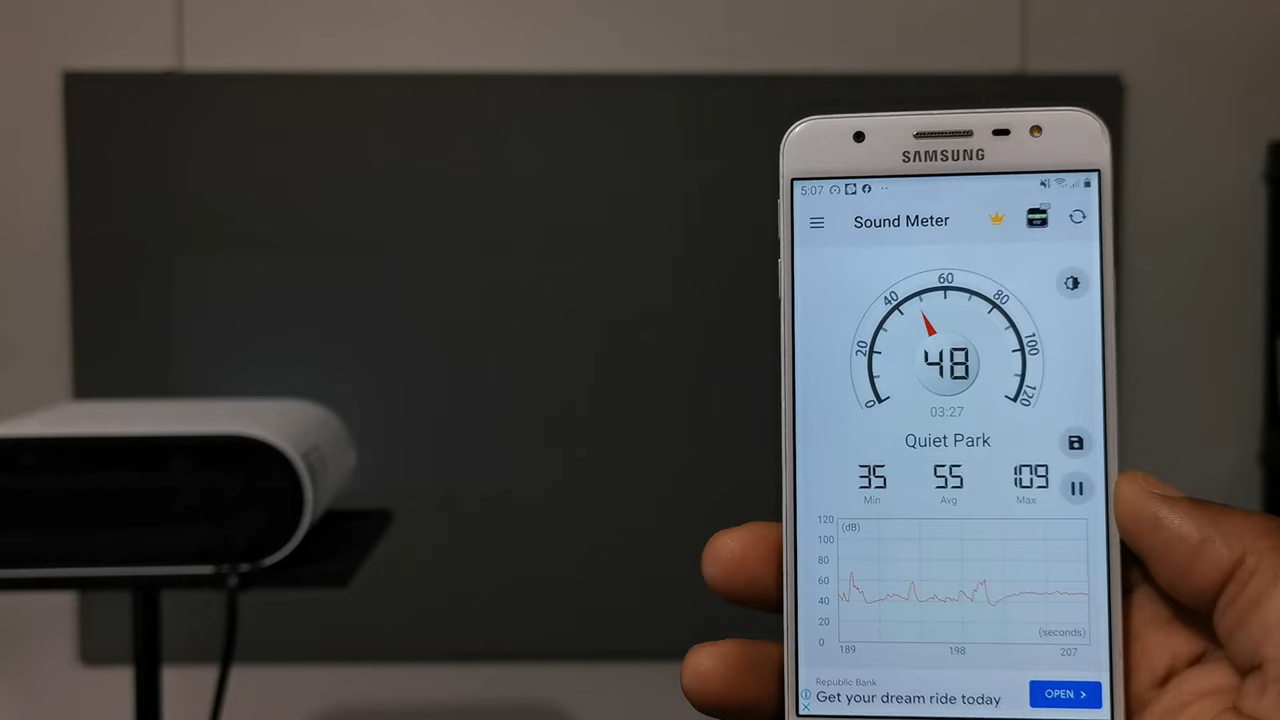 SAMSUNG
5:07
Sound Meter
0 20 40 60 80 100 120
48
03:27
Quiet Park
35 55 109
Min Avg Max
120 (dB)
100
80
60
40
20
0 (seconds)
189 198 207
Republic Bank
Get your dream ride today
OPEN >